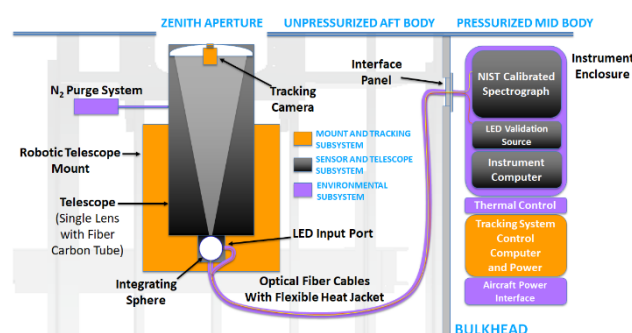 ZENITH APERTURE
UNPRESSURIZED AFT BODY
PRESSURIZED MID BODY
N2 Purge System
Tracking
Camera
Interface
Panel
Instrument
Enclosure
NIST Calibrated
Spectrograph
LED Validation
Source
Instrument
Computer
MOUNT AND TRACKING
SUBSYSTEM
SENSOR AND TELESCOPE
SUBSYSTEM
ENVIRONMENTAL
SUBSYSTEM
Robotic Telescope
Mount
Telescope
(Single Lens
with Fiber
Carbon Tube)
LED Input Port
Integrating
Sphere
Optical Fiber Cables
With Flexible Heat Jacket
Thermal Control
Tracking System
Control
Computer
and Power
Aircraft Power
Interface
BULKHEAD